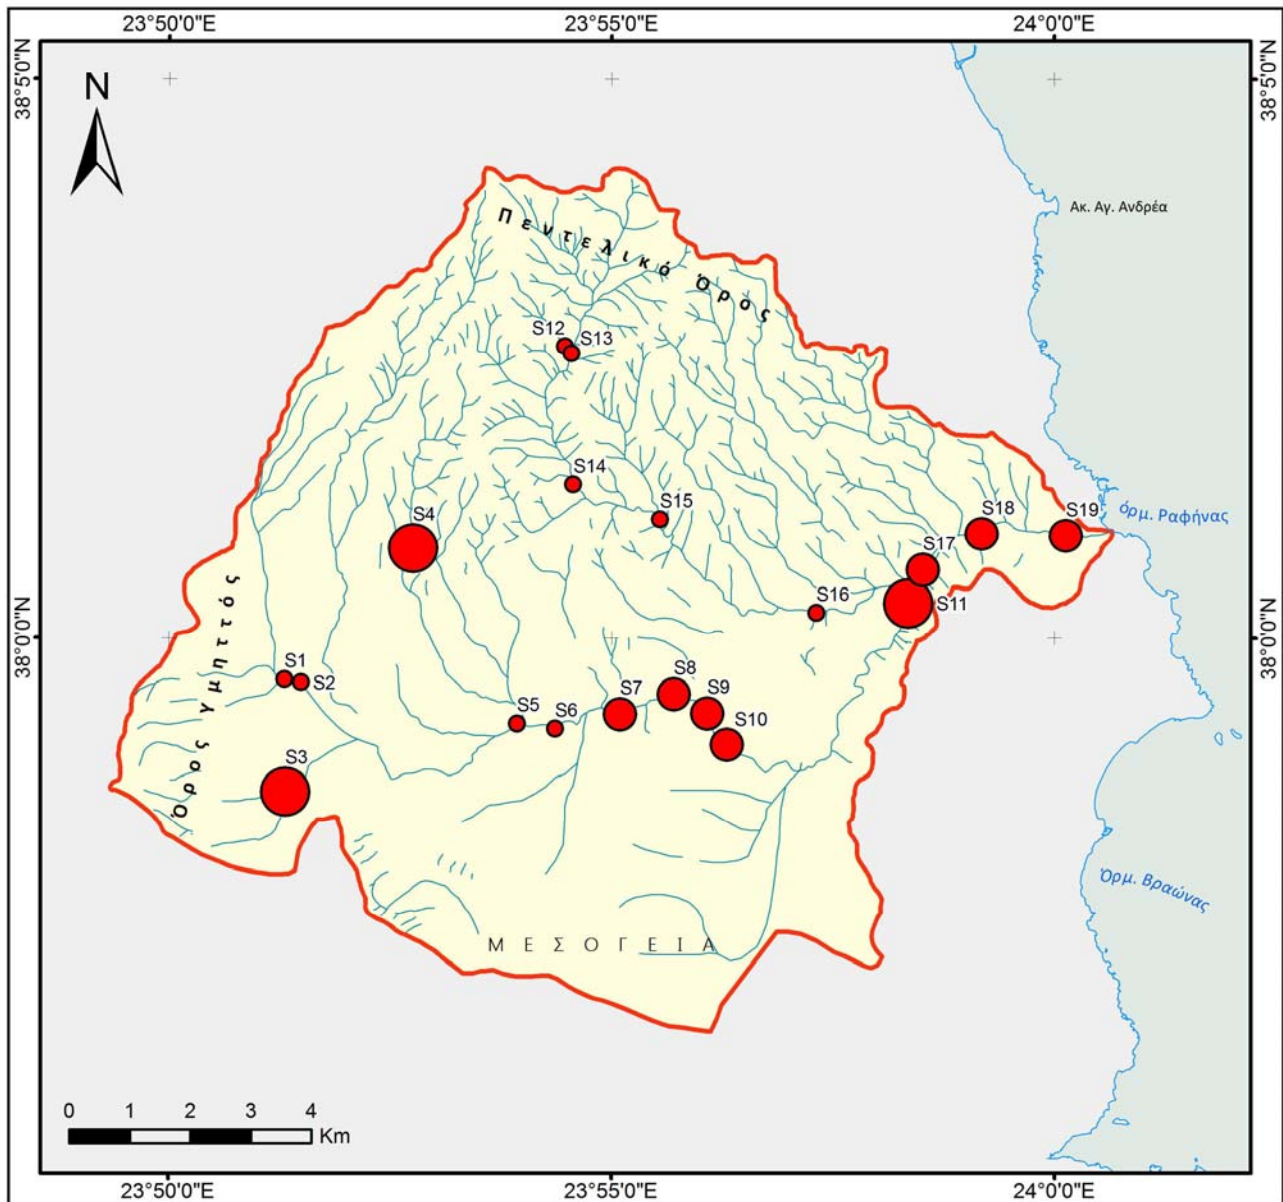 23°50'0"E 23°55'0"E 24°0'0"E
38°5'0"N 38°5'0"N
N
Ακ. Αγ. Ανδρέα
Πεντελικό Όρος
S12 S13
S14
S15
S4
S18 S19
όρμ. Ραφήνας
S17
S16
S11
38°0'0"N 38°0'0"N
Όρος Υμηττός
S1
S2
S8
S7 S9
S5 S6
S10
S3
Όρμ. Βραώνας
ΜΕΣΟΓΕΙΑ
0 1 2 3 4
Km
23°50'0"E 23°55'0"E 24°0'0"E